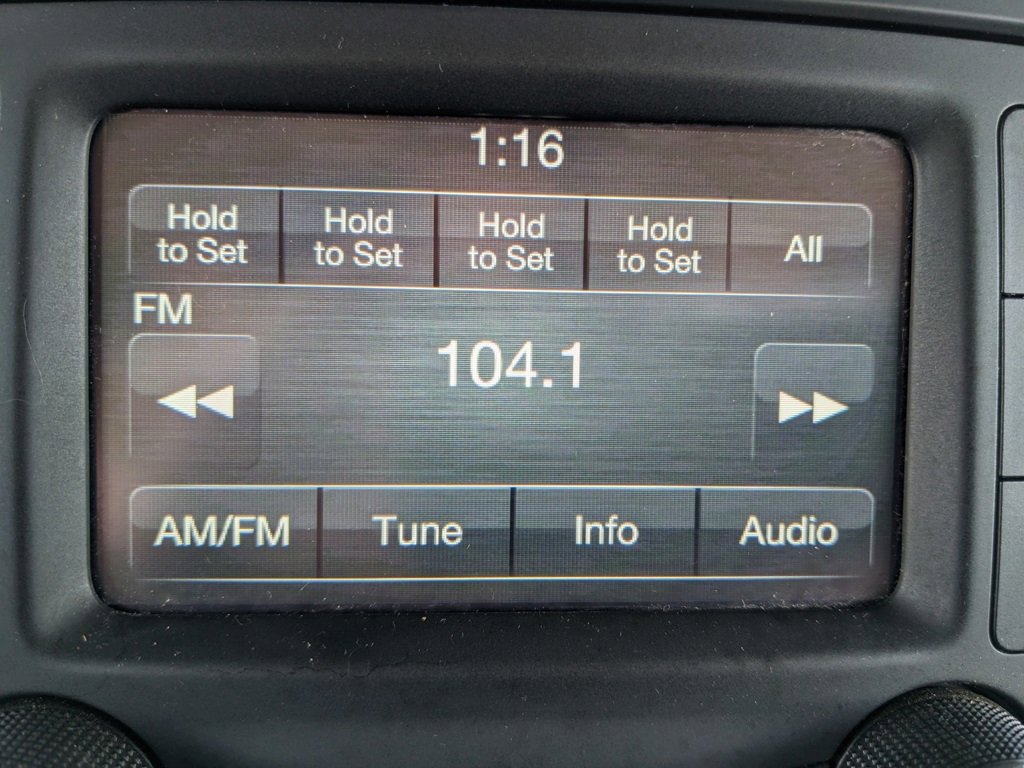 1:16
Hold
to Set
Hold
to Set
Hold
to Set
Hold
to Set
All
FM
104.1
AM/FM
Tune
Info
Audio